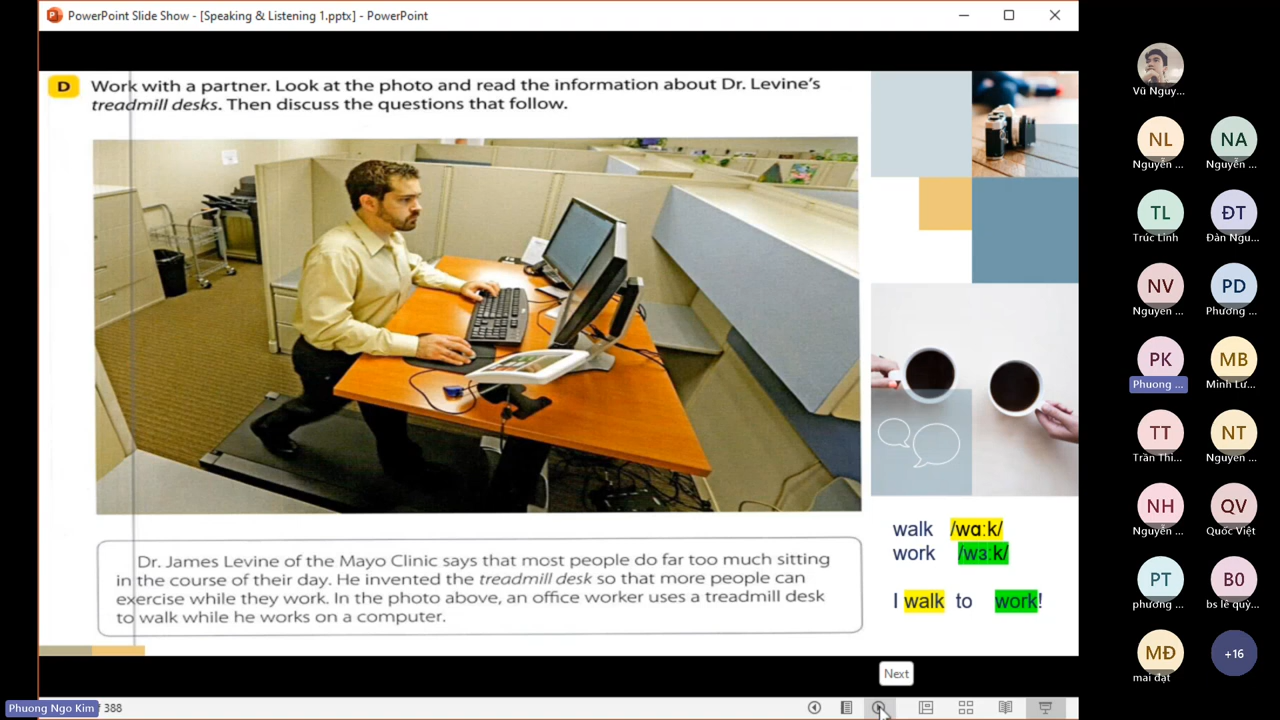 PowerPoint Slide Show - [Speaking & Listening 1.pptx] - PowerPoint
D Work with a partner. Look at the photo and read the information about Dr. Levine's
treadmill desks. Then discuss the questions that follow.
Dr. James Levine of the Mayo Clinic says that most people do far too much sitting
in the course of their day. He invented the treadmill desk so that more people can
exercise while they work. In the photo above, an office worker uses a treadmill desk
to walk while he works on a computer.
walk /wɑːk/
work /wɜːk/
I walk to work!
Next
Phuong Ngo Kim
388
Vũ Nguy...
NL
Nguyễn ...
NA
Nguyễn ...
TL
Trúc Linh
ĐT
Đàn Ngu...
NV
Nguyen ...
PD
Phương ...
PK
Phuong ...
MB
Minh Lư...
TT
Trần Thi...
NT
Nguyen ...
NH
Nguyễn ...
QV
Quốc Việt
PT
phương ...
B0
bs lê quỳ...
MĐ
mai đạt
+16